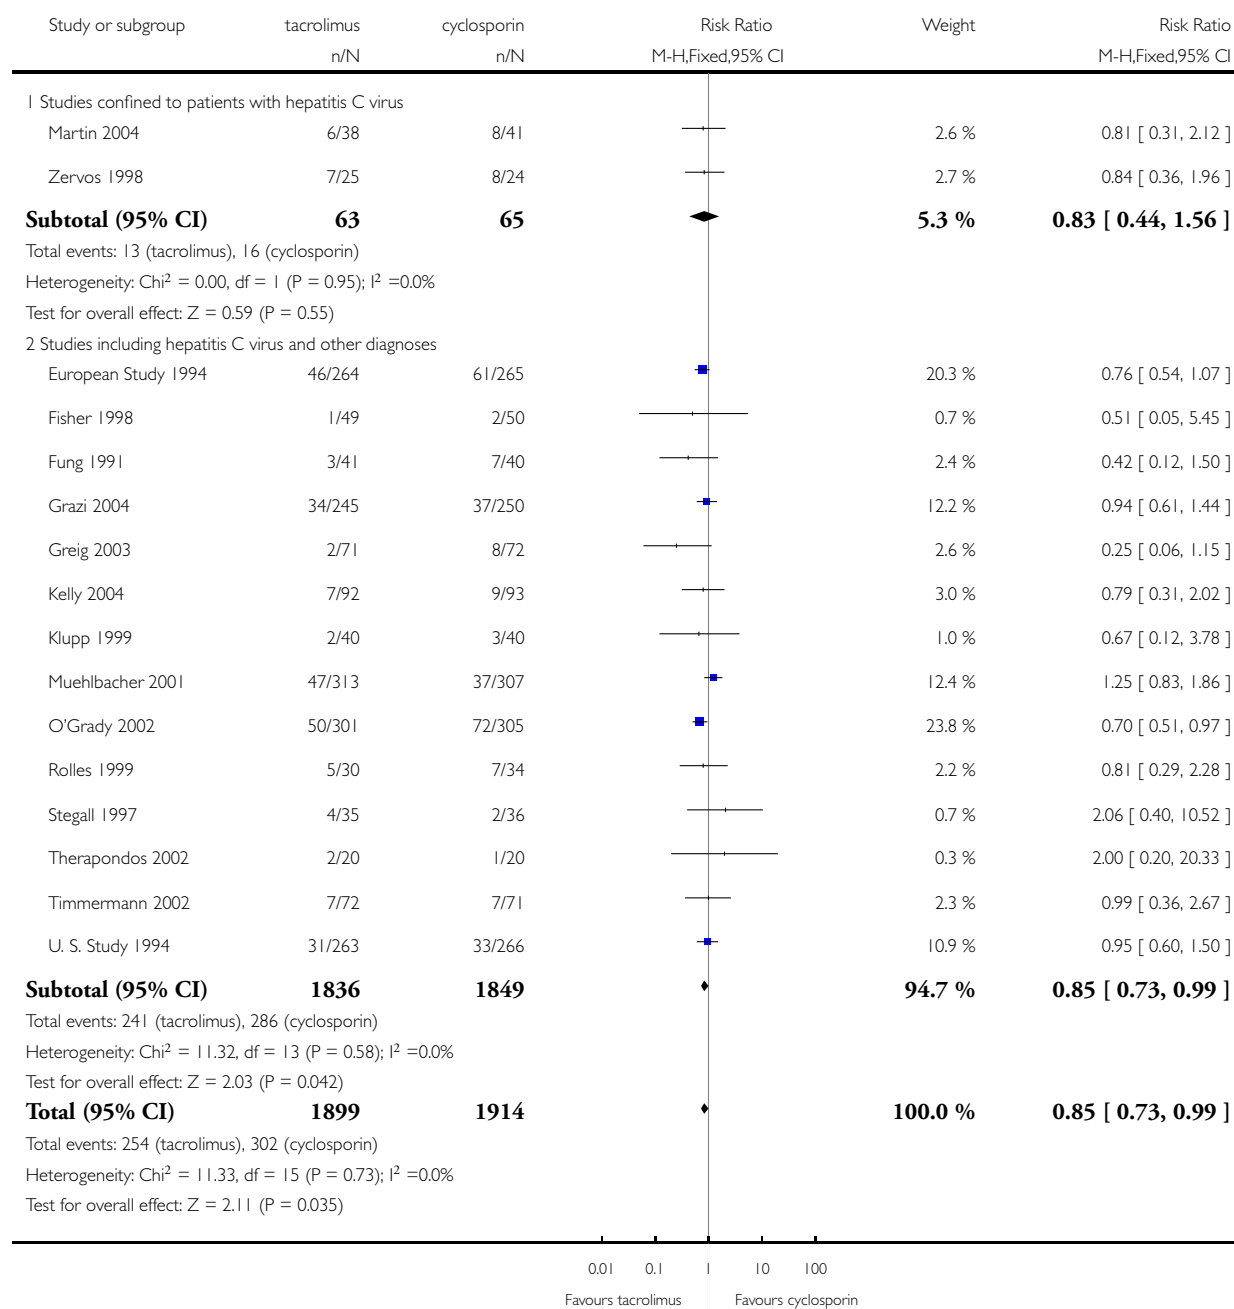 Study or subgroup tacrolimus cyclosporin Risk Ratio Weight Risk Ratio
n/N n/N M-H,Fixed,95% CI M-H,Fixed,95% CI
1 Studies confined to patients with hepatitis C virus
Martin 2004 6/38 8/41 2.6 % 0.81 [ 0.31, 2.12 ]
Zervos 1998 7/25 8/24 2.7 % 0.84 [ 0.36, 1.96 ]
Subtotal (95% CI) 63 65 5.3 % 0.83 [ 0.44, 1.56 ]
Total events: 13 (tacrolimus), 16 (cyclosporin)
Heterogeneity: Chi² = 0.00, df = 1 (P = 0.95); I² =0.0%
Test for overall effect: Z = 0.59 (P = 0.55)
2 Studies including hepatitis C virus and other diagnoses
European Study 1994 46/264 61/265 20.3 % 0.76 [ 0.54, 1.07 ]
Fisher 1998 1/49 2/50 0.7 % 0.51 [ 0.05, 5.45 ]
Fung 1991 3/41 7/40 2.4 % 0.42 [ 0.12, 1.50 ]
Grazi 2004 34/245 37/250 12.2 % 0.94 [ 0.61, 1.44 ]
Greig 2003 2/71 8/72 2.6 % 0.25 [ 0.06, 1.15 ]
Kelly 2004 7/92 9/93 3.0 % 0.79 [ 0.31, 2.02 ]
Klupp 1999 2/40 3/40 1.0 % 0.67 [ 0.12, 3.78 ]
Muehlbacher 2001 47/313 37/307 12.4 % 1.25 [ 0.83, 1.86 ]
O'Grady 2002 50/301 72/305 23.8 % 0.70 [ 0.51, 0.97 ]
Rolles 1999 5/30 7/34 2.2 % 0.81 [ 0.29, 2.28 ]
Stegall 1997 4/35 2/36 0.7 % 2.06 [ 0.40, 10.52 ]
Therapondos 2002 2/20 1/20 0.3 % 2.00 [ 0.20, 20.33 ]
Timmermann 2002 7/72 7/71 2.3 % 0.99 [ 0.36, 2.67 ]
U. S. Study 1994 31/263 33/266 10.9 % 0.95 [ 0.60, 1.50 ]
Subtotal (95% CI) 1836 1849 94.7 % 0.85 [ 0.73, 0.99 ]
Total events: 241 (tacrolimus), 286 (cyclosporin)
Heterogeneity: Chi² = 11.32, df = 13 (P = 0.58); I² =0.0%
Test for overall effect: Z = 2.03 (P = 0.042)
Total (95% CI) 1899 1914 100.0 % 0.85 [ 0.73, 0.99 ]
Total events: 254 (tacrolimus), 302 (cyclosporin)
Heterogeneity: Chi² = 11.33, df = 15 (P = 0.73); I² =0.0%
Test for overall effect: Z = 2.11 (P = 0.035)
0.01 0.1 1 10 100
Favours tacrolimus Favours cyclosporin